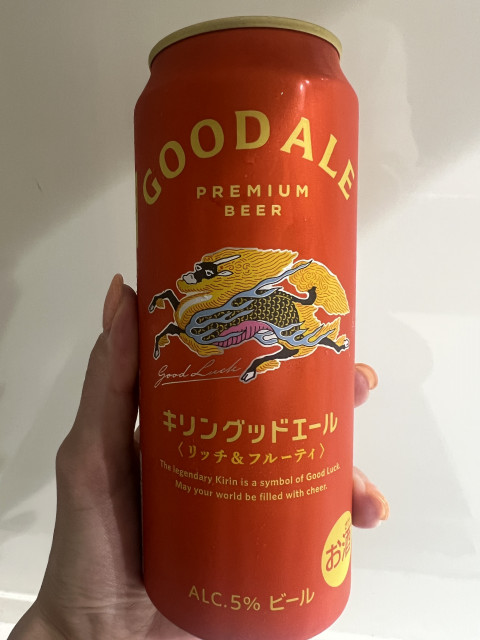 GOOD ALE
PREMIUM
BEER
Good Luck
キリングッドエール
〈リッチ&フルーティ〉
The legendary Kirin is a symbol of Good Luck.
May your world be filled with cheer.
お酒
ALC.5% ビール